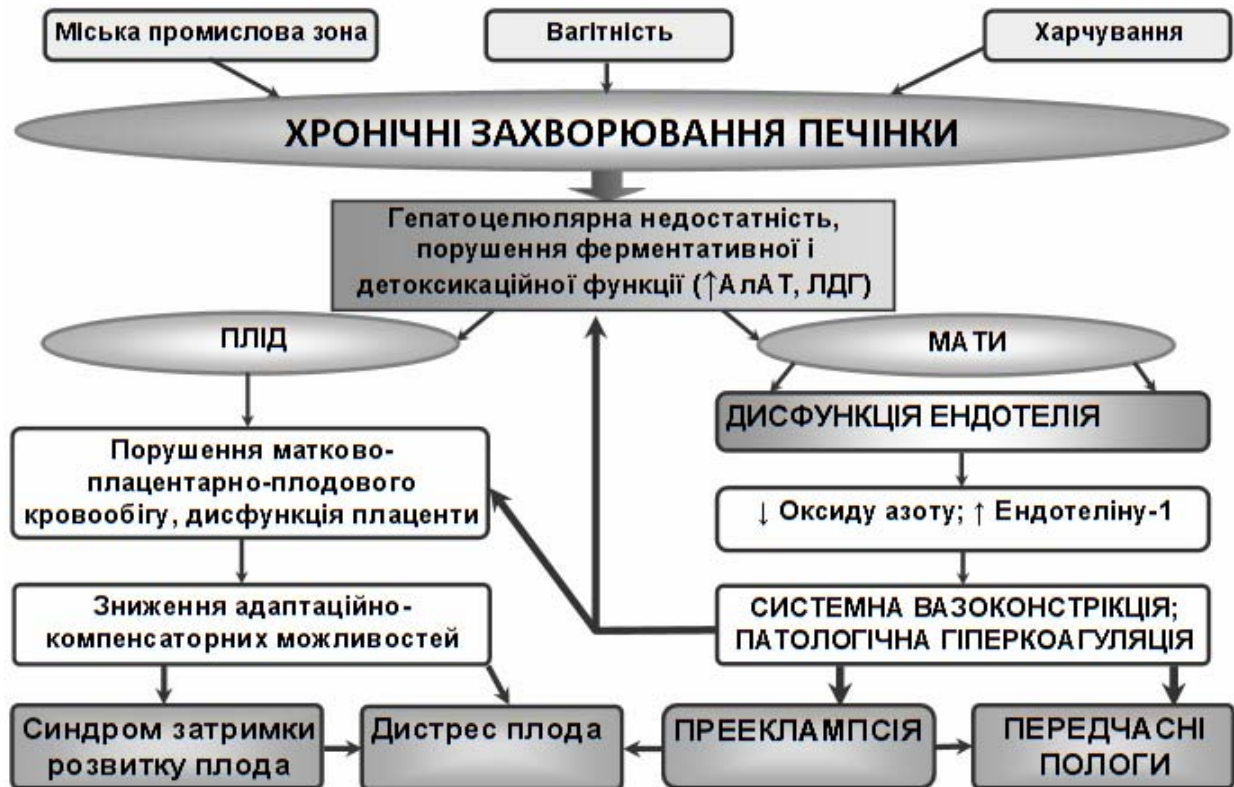 Міська промислова зона
Вагітність
Харчування
ХРОНІЧНІ ЗАХВОРЮВАННЯ ПЕЧІНКИ
Гепатоцелюлярна недостатність,
порушення ферментативної і
детоксикаційної функції (↑АлАТ, ЛДГ)
ПЛІД
МАТИ
Порушення матково-
плацентарно-плодового
кровообігу, дисфункція плаценти
ДИСФУНКЦІЯ ЕНДОТЕЛІЯ
↓ Оксиду азоту; ↑ Ендотеліну-1
Зниження адаптаційно-
компенсаторних можливостей
СИСТЕМНА ВАЗОКОНСТРІКЦІЯ;
ПАТОЛОГІЧНА ГІПЕРКОАГУЛЯЦІЯ
Синдром затримки
розвитку плода
Дистрес плода
ПРЕЕКЛАМПСІЯ
ПЕРЕДЧАСНІ
ПОЛОГИ